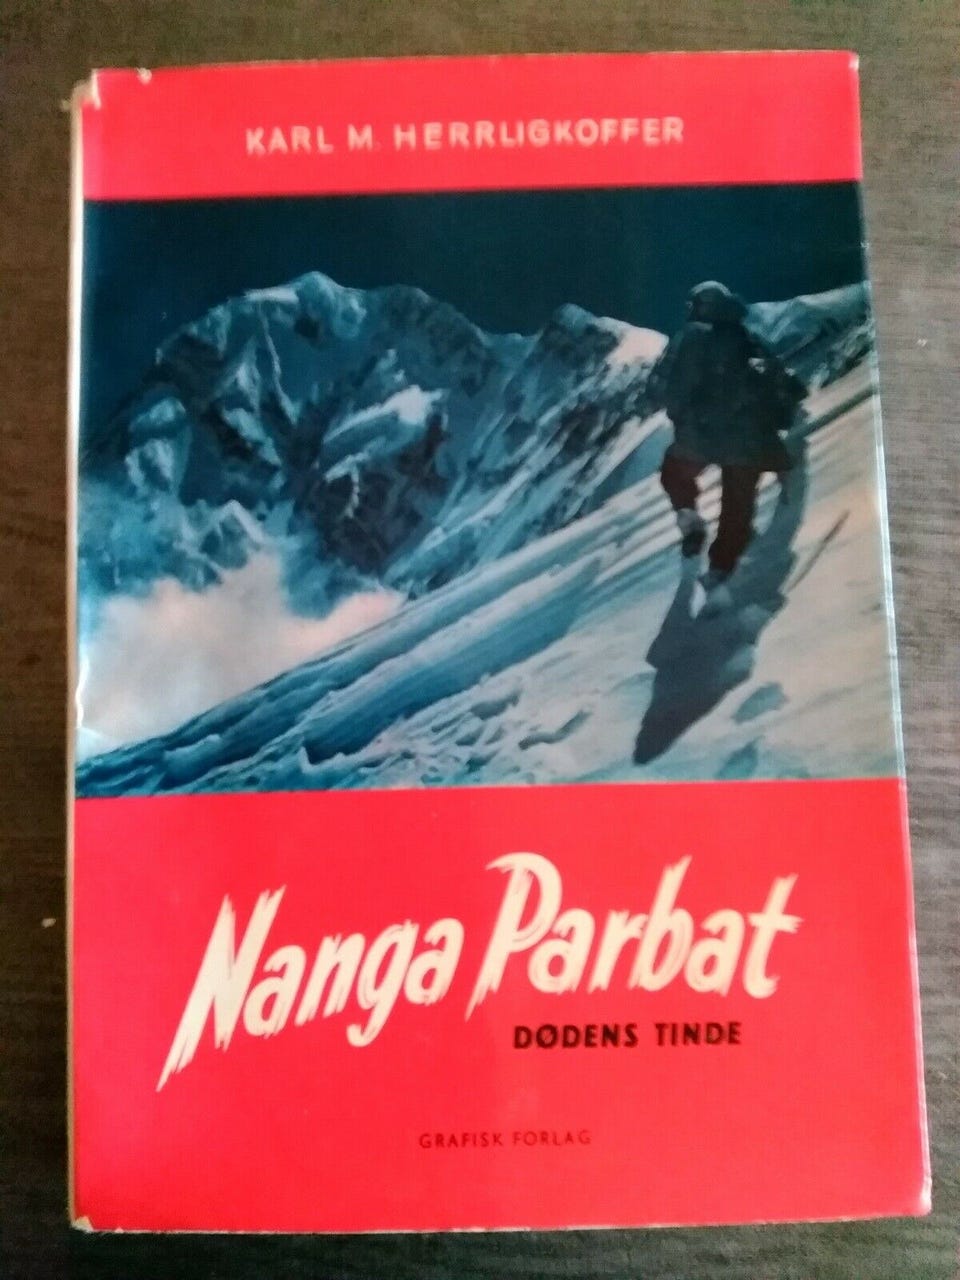 KARL M. HERRLIGKOFFER
Nanga Parbat
DØDENS TINDE
GRAFISK FORLAG